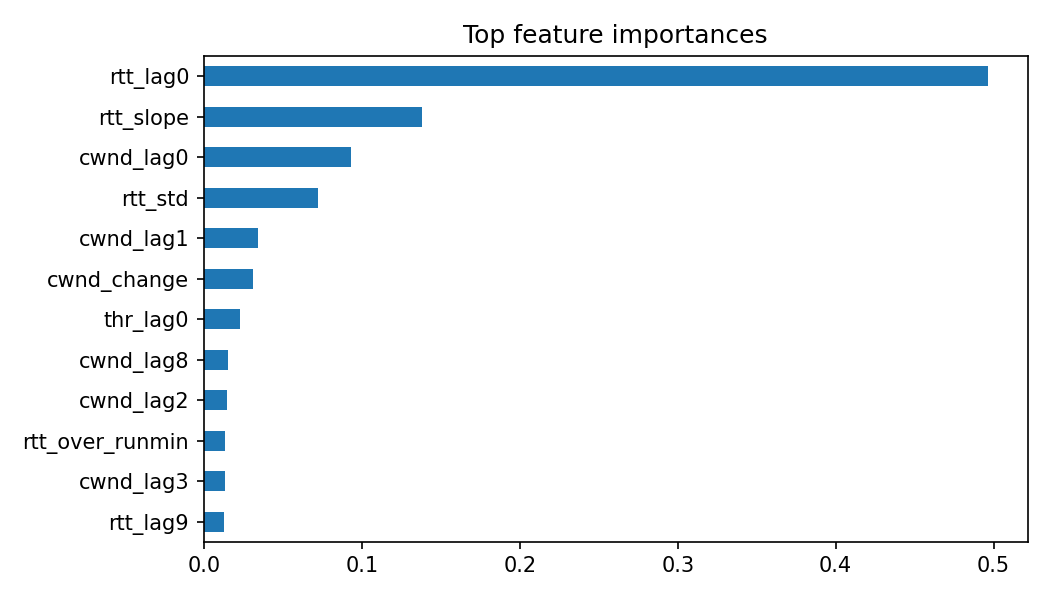 Top feature importances
rtt_lag0
rtt_slope
cwnd_lag0
rtt_std
cwnd_lag1
cwnd_change
thr_lag0
cwnd_lag8
cwnd_lag2
rtt_over_runmin
cwnd_lag3
rtt_lag9
0.0 0.1 0.2 0.3 0.4 0.5